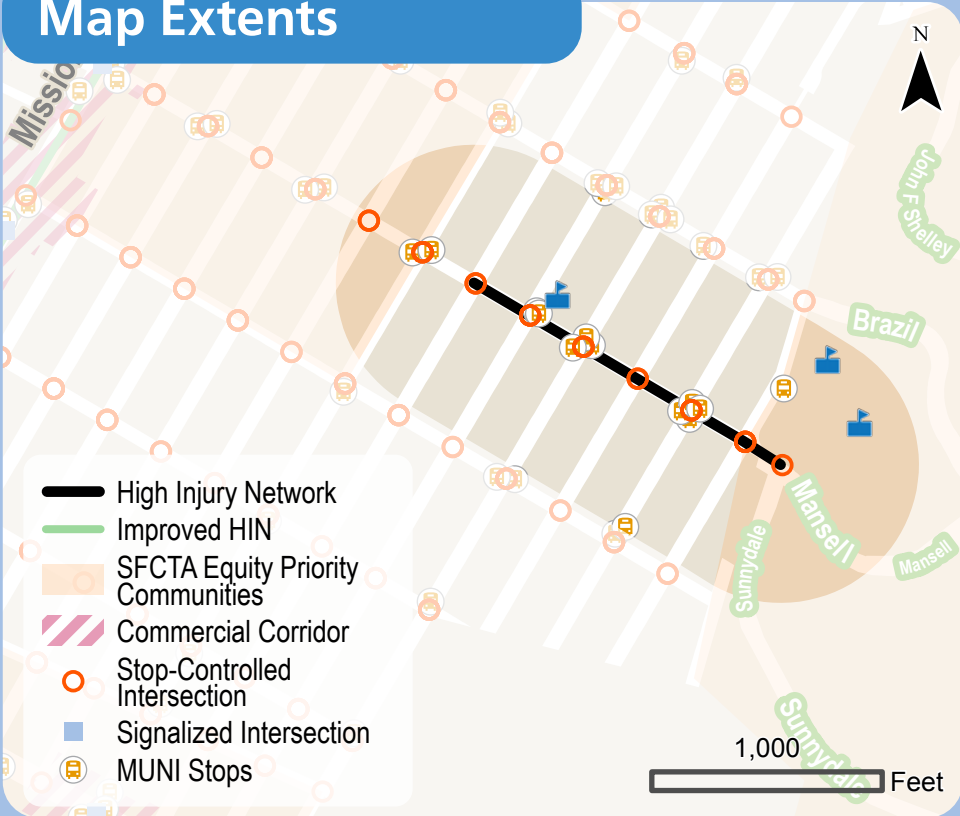 Map Extents
N
Mission
John F Shelley
Brazil
Mansell
Mansell
Sunnydale
Sunnydale
High Injury Network
Improved HIN
SFCTA Equity Priority
Communities
Commercial Corridor
Stop-Controlled
Intersection
Signalized Intersection
MUNI Stops
1,000
Feet